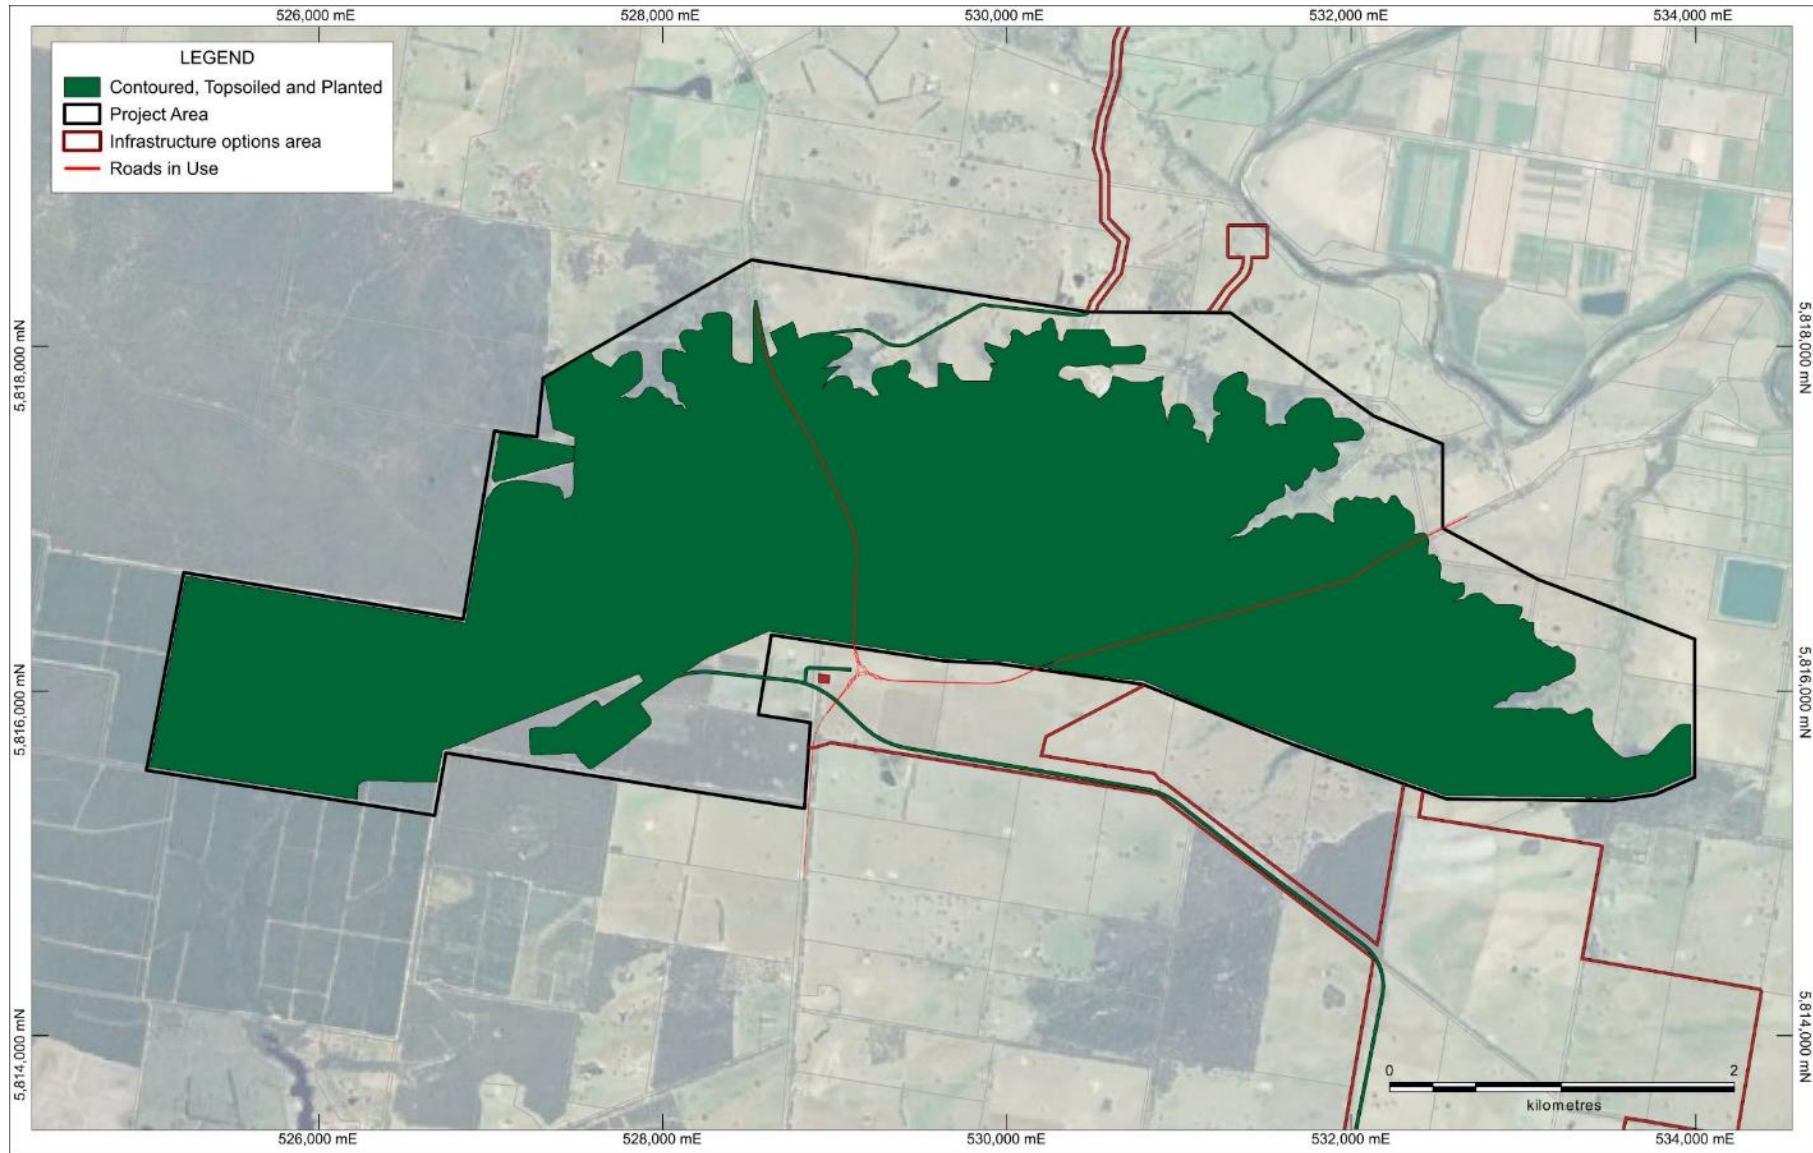 526,000 mE
528,000 mE
530,000 mE
532,000 mE
534,000 mE
LEGEND
Contoured, Topsoiled and Planted
Project Area
Infrastructure options area
Roads in Use
5,818,000 mN
5,818,000 mN
5,816,000 mN
5,816,000 mN
5,814,000 mN
5,814,000 mN
0 2
kilometres
526,000 mE
528,000 mE
530,000 mE
532,000 mE
534,000 mE